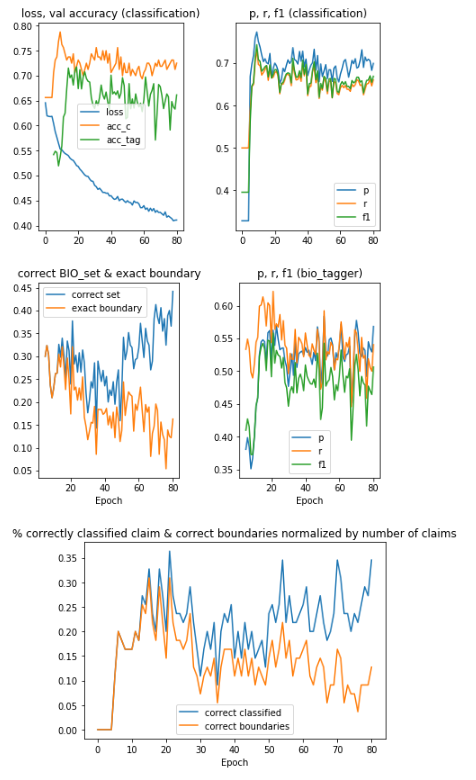 loss, val accuracy (classification)
0.80
0.75
0.70
0.65
0.60
0.55
0.50
0.45
0.40
loss
acc_c
acc_tag
0 20 40 60 80
p, r, f1 (classification)
0.7
0.6
0.5
0.4
p
r
f1
0 20 40 60 80
correct BIO_set & exact boundary
0.45
0.40
0.35
0.30
0.25
0.20
0.15
0.10
0.05
correct set
exact boundary
20 40 60 80
Epoch
p, r, f1 (bio_tagger)
0.60
0.55
0.50
0.45
0.40
0.35
p
r
f1
20 40 60 80
Epoch
% correctly classified claim & correct boundaries normalized by number of claims
0.35
0.30
0.25
0.20
0.15
0.10
0.05
0.00
correct classified
correct boundaries
0 10 20 30 40 50 60 70 80
Epoch